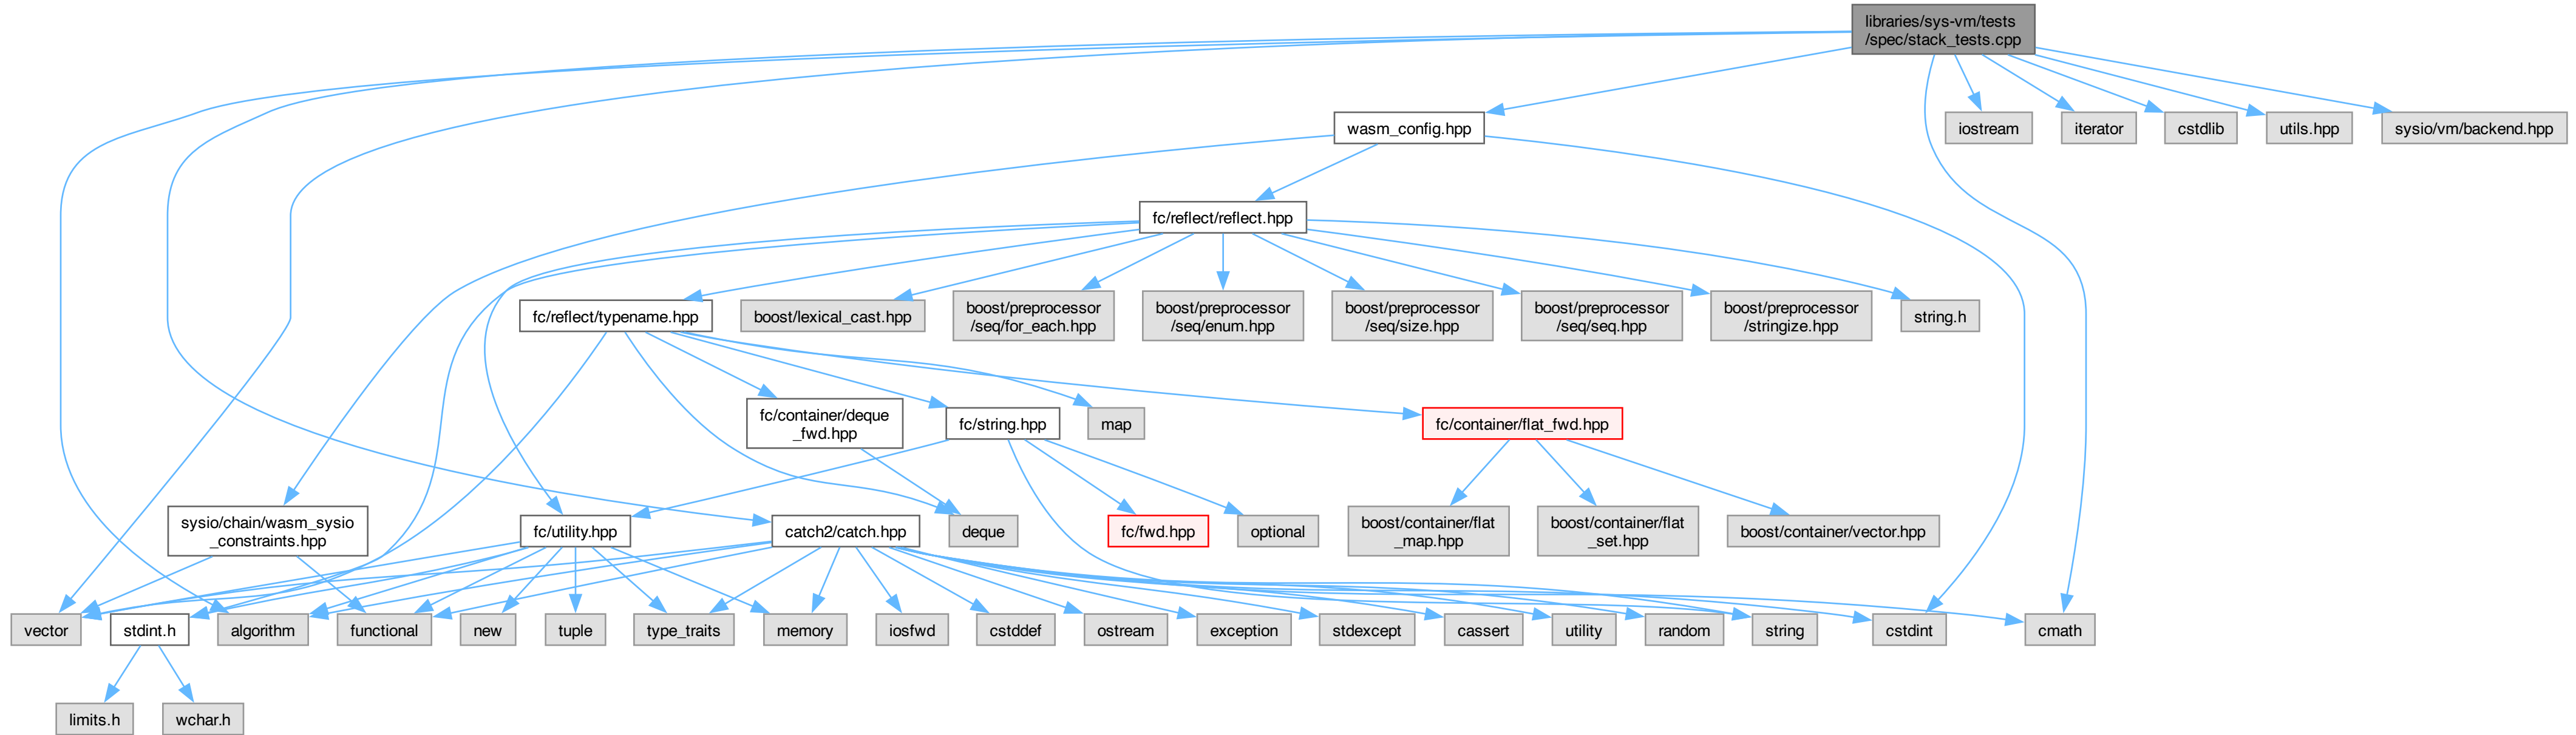 libraries/sys-vm/tests
/spec/stack_tests.cpp
wasm_config.hpp
iostream
iterator
cstdlib
utils.hpp
sysio/vm/backend.hpp
fc/reflect/reflect.hpp
fc/reflect/typename.hpp
boost/lexical_cast.hpp
boost/preprocessor
/seq/for_each.hpp
boost/preprocessor
/seq/enum.hpp
boost/preprocessor
/seq/size.hpp
boost/preprocessor
/seq/seq.hpp
boost/preprocessor
/stringize.hpp
string.h
fc/container/deque
_fwd.hpp
fc/string.hpp
map
fc/container/flat_fwd.hpp
sysio/chain/wasm_sysio
_constraints.hpp
fc/utility.hpp
catch2/catch.hpp
deque
fc/fwd.hpp
optional
boost/container/flat
_map.hpp
boost/container/flat
_set.hpp
boost/container/vector.hpp
vector
stdint.h
algorithm
functional
new
tuple
type_traits
memory
iosfwd
cstddef
ostream
exception
stdexcept
cassert
utility
random
string
cstdint
cmath
limits.h
wchar.h